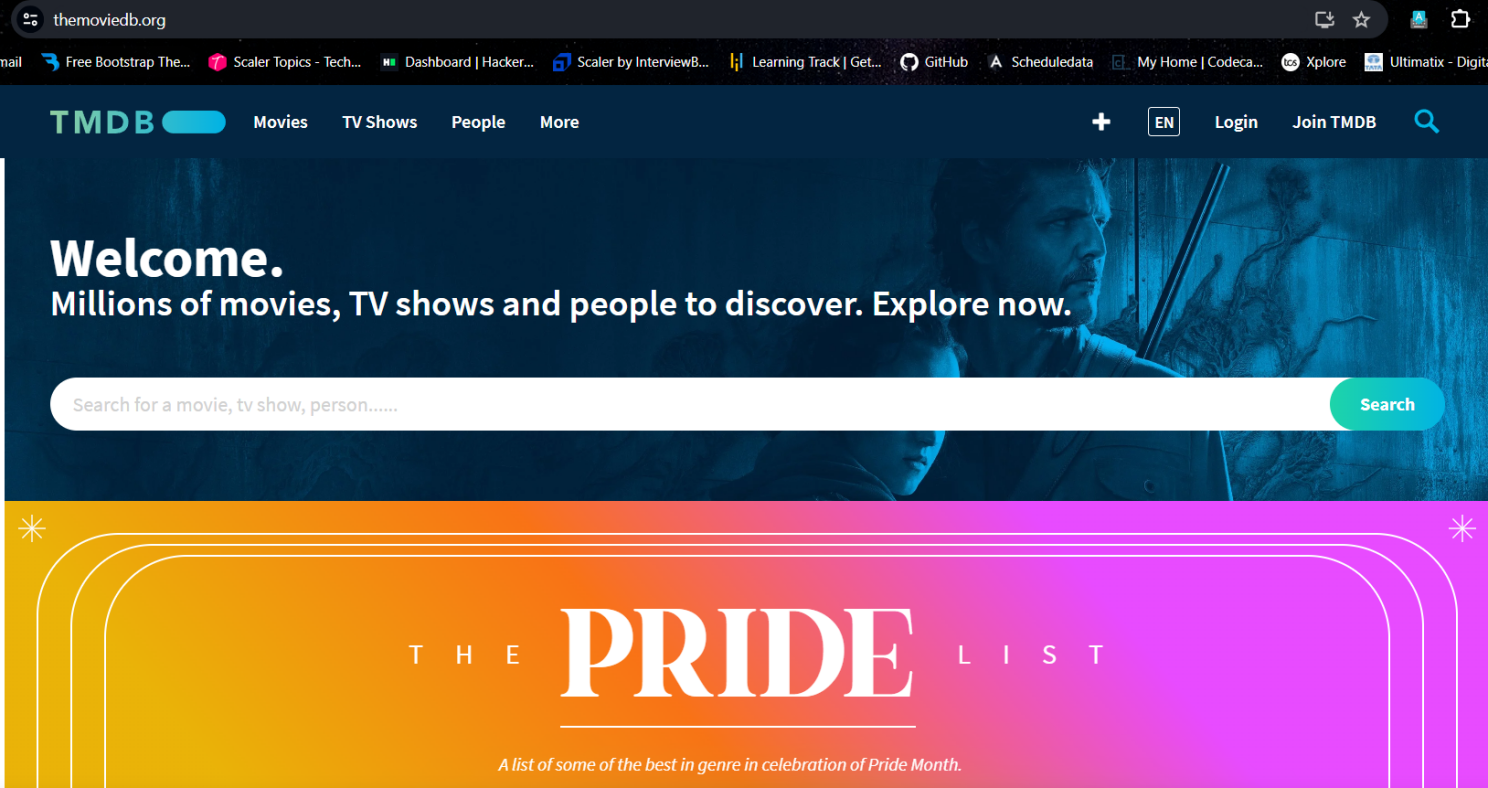 themoviedb.org
mail Free Bootstrap The... Scaler Topics - Tech... Dashboard | Hacker... Scaler by InterviewB... Learning Track | Get... GitHub Scheduledata My Home | Codeca... Xplore Ultimatix - Digita
TMDB Movies TV Shows People More EN Login Join TMDB
Welcome.
Millions of movies, TV shows and people to discover. Explore now.
Search for a movie, tv show, person...... Search
THE PRIDE LIST
A list of some of the best in genre in celebration of Pride Month.